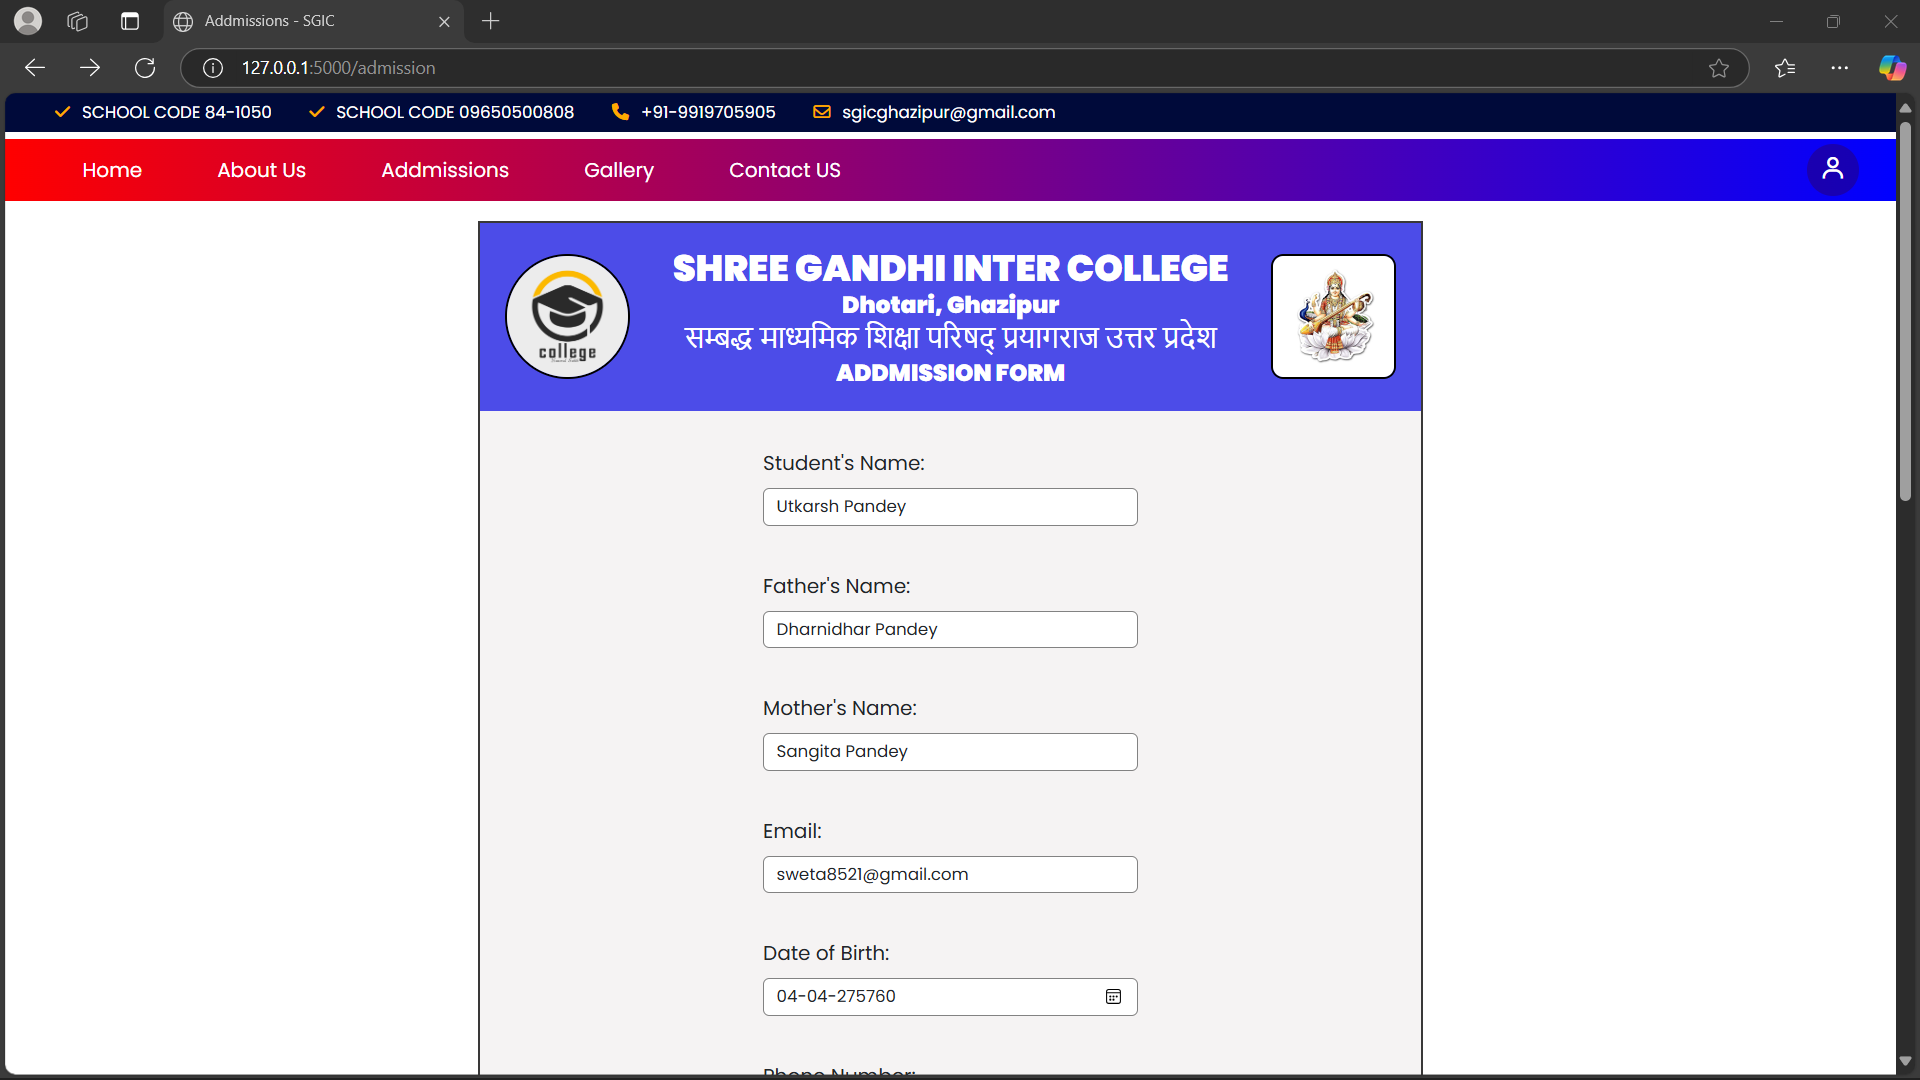 Addmissions - SGIC
127.0.0.1:5000/admission
SCHOOL CODE 84-1050 SCHOOL CODE 09650500808 +91-9919705905 sgicghazipur@gmail.com
Home About Us Addmissions Gallery Contact US
SHREE GANDHI INTER COLLEGE
Dhotari, Ghazipur
सम्बद्ध माध्यमिक शिक्षा परिषद् प्रयागराज उत्तर प्रदेश
ADDMISSION FORM
college
Student's Name:
Utkarsh Pandey
Father's Name:
Dharnidhar Pandey
Mother's Name:
Sangita Pandey
Email:
sweta8521@gmail.com
Date of Birth:
04-04-275760
Phone Number: